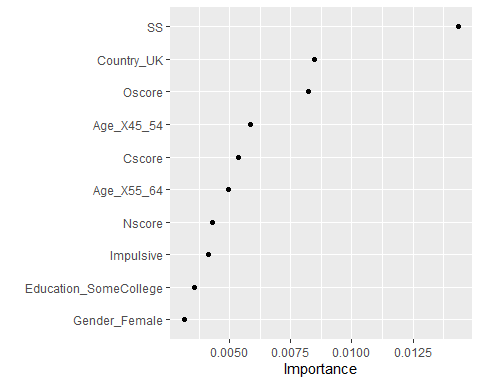 SS
Country_UK
Oscore
Age_X45_54
Cscore
Age_X55_64
Nscore
Impulsive
Education_SomeCollege
Gender_Female
0.0050 0.0075 0.0100 0.0125
Importance